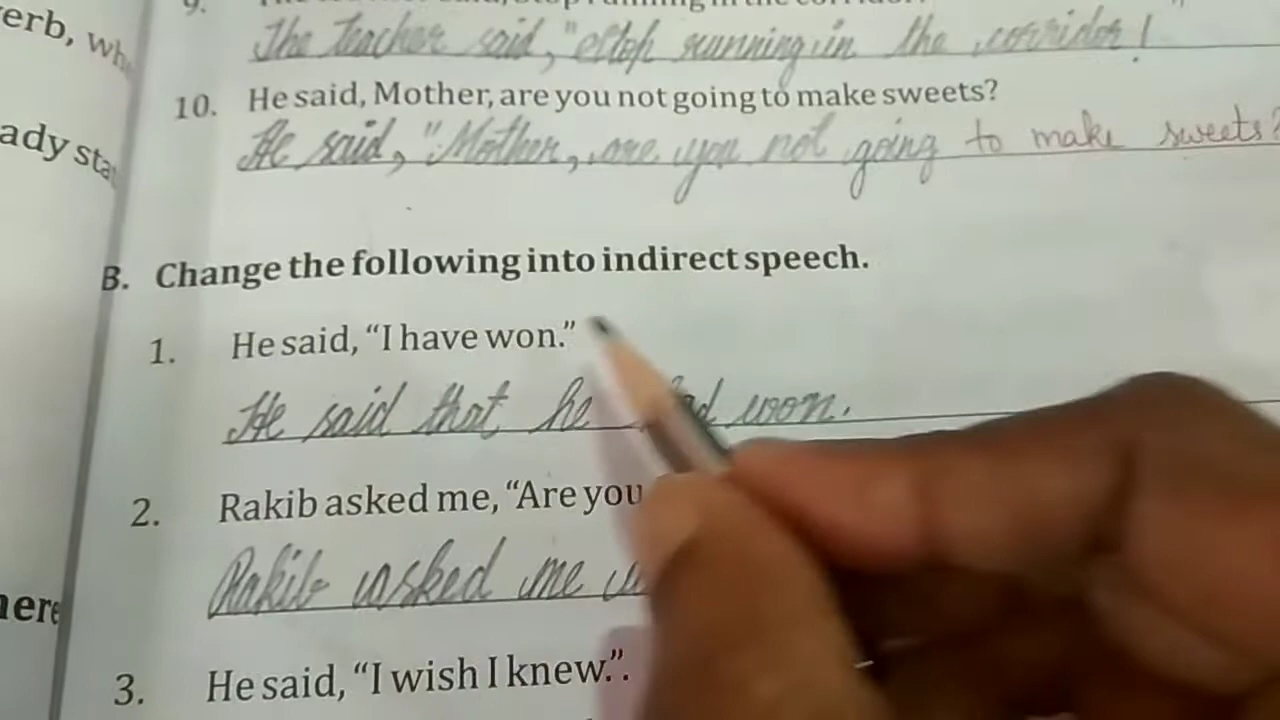 erb, wh
9.
The Teacher said, "stop running in the corridor!"
10. He said, Mother, are you not going to make sweets?
He said, "Mother, are you not going to make sweets?
ady sta
B. Change the following into indirect speech.
1. He said, “I have won.”
He said that he had won.
2. Rakib asked me, “Are you
Rakib asked me
here
3. He said, “I wish I knew.”.